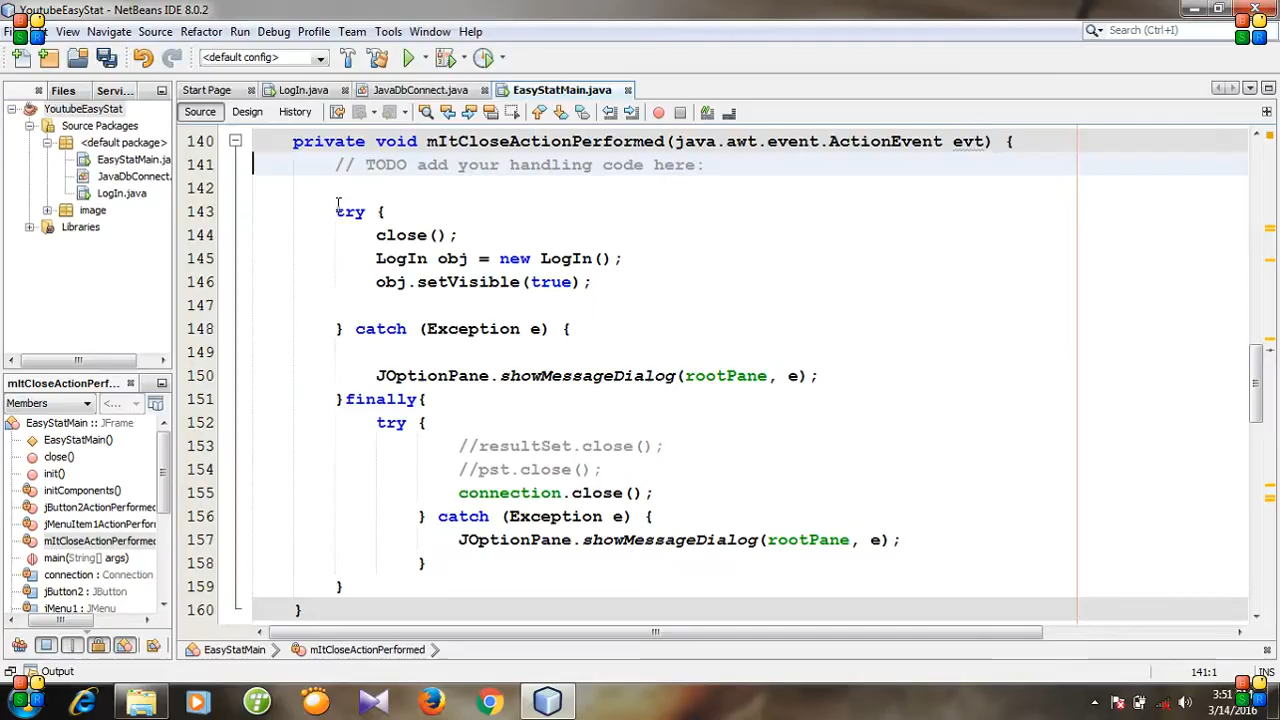 YoutubeEasyStat - NetBeans IDE 8.0.2
View Navigate Source Refactor Run Debug Profile Team Tools Window Help
Search (Ctrl+I)
<default config>
Files Servi...
Start Page LogIn.java JavaDbConnect.java EasyStatMain.java
YoutubeEasyStat
Source Packages
<default package>
EasyStatMain.ja
JavaDbConnect.
LogIn.java
image
Libraries
Source Design History
140 private void mItCloseActionPerformed(java.awt.event.ActionEvent evt) {
141 // TODO add your handling code here:
142
143 try {
144 close();
145 LogIn obj = new LogIn();
146 obj.setVisible(true);
147
148 } catch (Exception e) {
149
150 JOptionPane.showMessageDialog(rootPane, e);
151 }finally{
152 try {
153 //resultSet.close();
154 //pst.close();
155 connection.close();
156 } catch (Exception e) {
157 JOptionPane.showMessageDialog(rootPane, e);
158 }
159 }
160 }
mItCloseActionPerf...
Members <...
EasyStatMain :: JFrame
EasyStatMain()
close()
init()
initComponents()
jButton2ActionPerformed
jMenuItem1ActionPerforn
mItCloseActionPerformed
main(String[] args)
connection : Connection
jButton2 : JButton
jMenu1 : JMenu
EasyStatMain mItCloseActionPerformed
Output
141:1 INS
3:51
3/14/2016